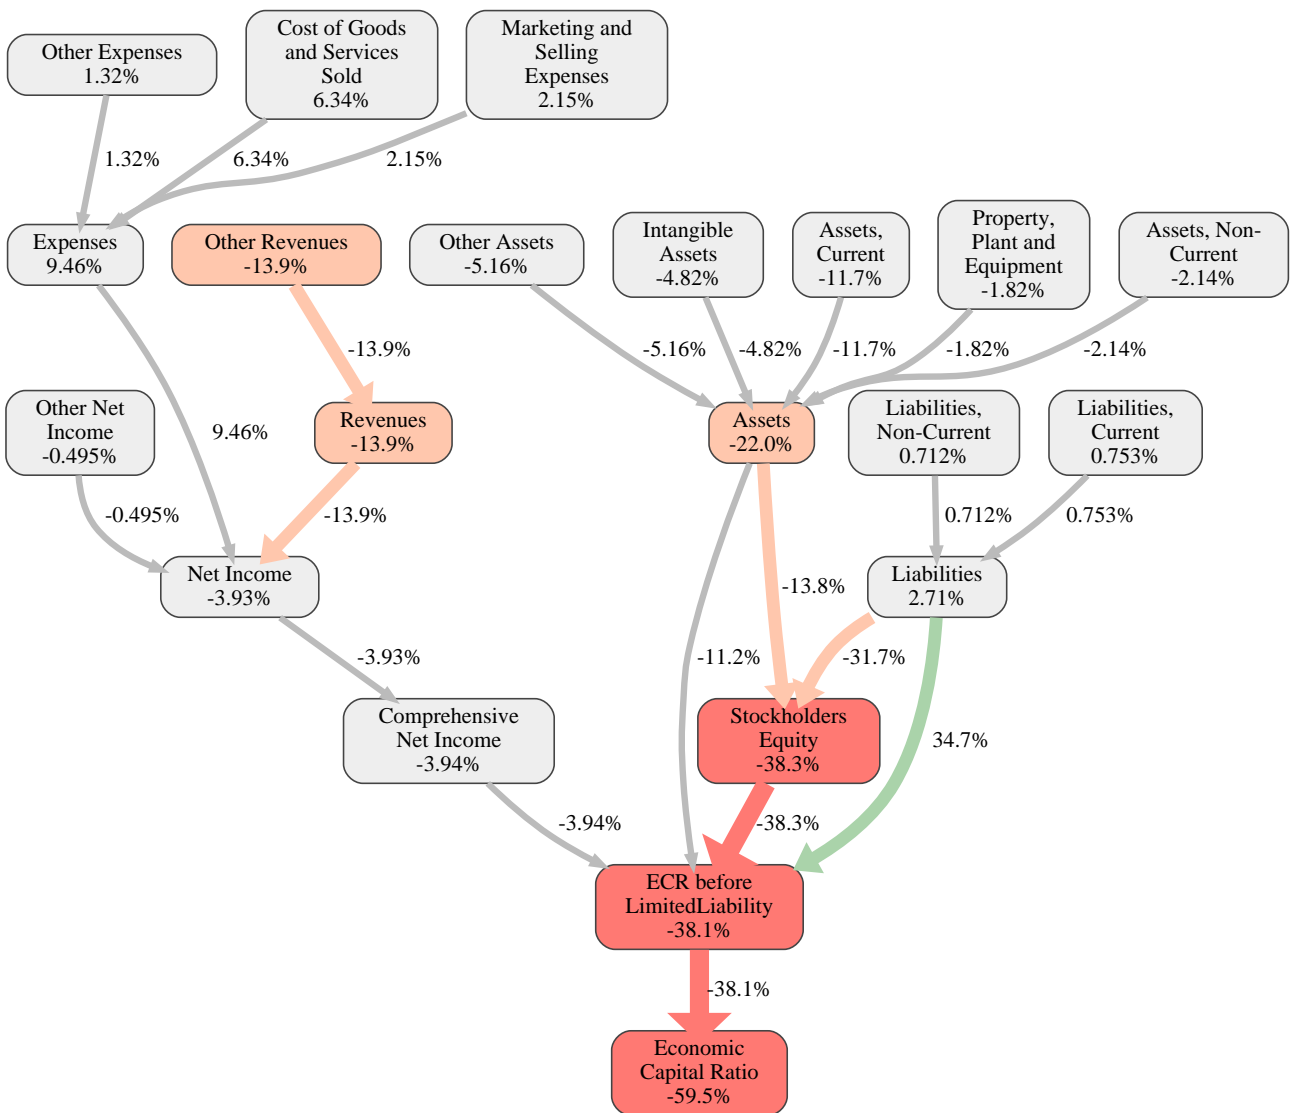 Other Expenses
1.32%
Cost of Goods
and Services
Sold
6.34%
Marketing and
Selling
Expenses
2.15%
1.32%
6.34%
2.15%
Expenses
9.46%
Other Revenues
-13.9%
Other Assets
-5.16%
Intangible
Assets
-4.82%
Assets,
Current
-11.7%
Property,
Plant and
Equipment
-1.82%
Assets, Non-
Current
-2.14%
-13.9%
-5.16%
-4.82%
-11.7%
-1.82%
-2.14%
Other Net
Income
-0.495%
9.46%
Revenues
-13.9%
Assets
-22.0%
Liabilities,
Non-Current
0.712%
Liabilities,
Current
0.753%
-0.495%
-13.9%
0.712%
0.753%
Net Income
-3.93%
-13.8%
Liabilities
2.71%
-3.93%
-11.2%
-31.7%
Comprehensive
Net Income
-3.94%
Stockholders
Equity
-38.3%
34.7%
-3.94%
-38.3%
ECR before
LimitedLiability
-38.1%
-38.1%
Economic
Capital Ratio
-59.5%